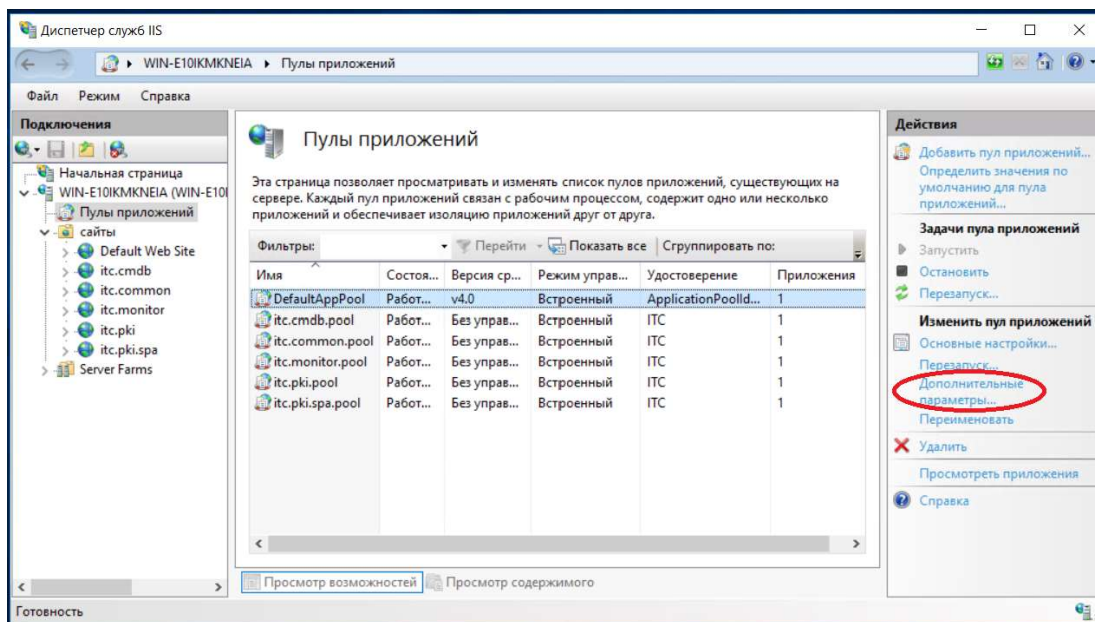 Диспетчер служб IIS
WIN-E10IKMKNEIA
Пулы приложений
Файл Режим Справка
Подключения
Начальная страница
WIN-E10IKMKNEIA (WIN-E10I
Пулы приложений
сайты
Default Web Site
itc.cmdb
itc.common
itc.monitor
itc.pki
itc.pki.spa
Server Farms
Пулы приложений
Эта страница позволяет просматривать и изменять список пулов приложений, существующих на
сервере. Каждый пул приложений связан с рабочим процессом, содержит одно или несколько
приложений и обеспечивает изоляцию приложений друг от друга.
Фильтры: Перейти Показать все Сгруппировать по:
Имя Состоя... Версия ср... Режим управ... Удостоверение Приложения
DefaultAppPool Работ... v4.0 Встроенный ApplicationPoolId... 1
itc.cmdb.pool Работ... Без управ... Встроенный ITC 1
itc.common.pool Работ... Без управ... Встроенный ITC 1
itc.monitor.pool Работ... Без управ... Встроенный ITC 1
itc.pki.pool Работ... Без управ... Встроенный ITC 1
itc.pki.spa.pool Работ... Без управ... Встроенный ITC 1
Просмотр возможностей Просмотр содержимого
Действия
Добавить пул приложений...
Определить значения по
умолчанию для пула
приложений...
Задачи пула приложений
Запустить
Остановить
Перезапуск...
Изменить пул приложений
Основные настройки...
Перезапуск...
Дополнительные
параметры...
Переименовать
Удалить
Просмотреть приложения
Справка
Готовность